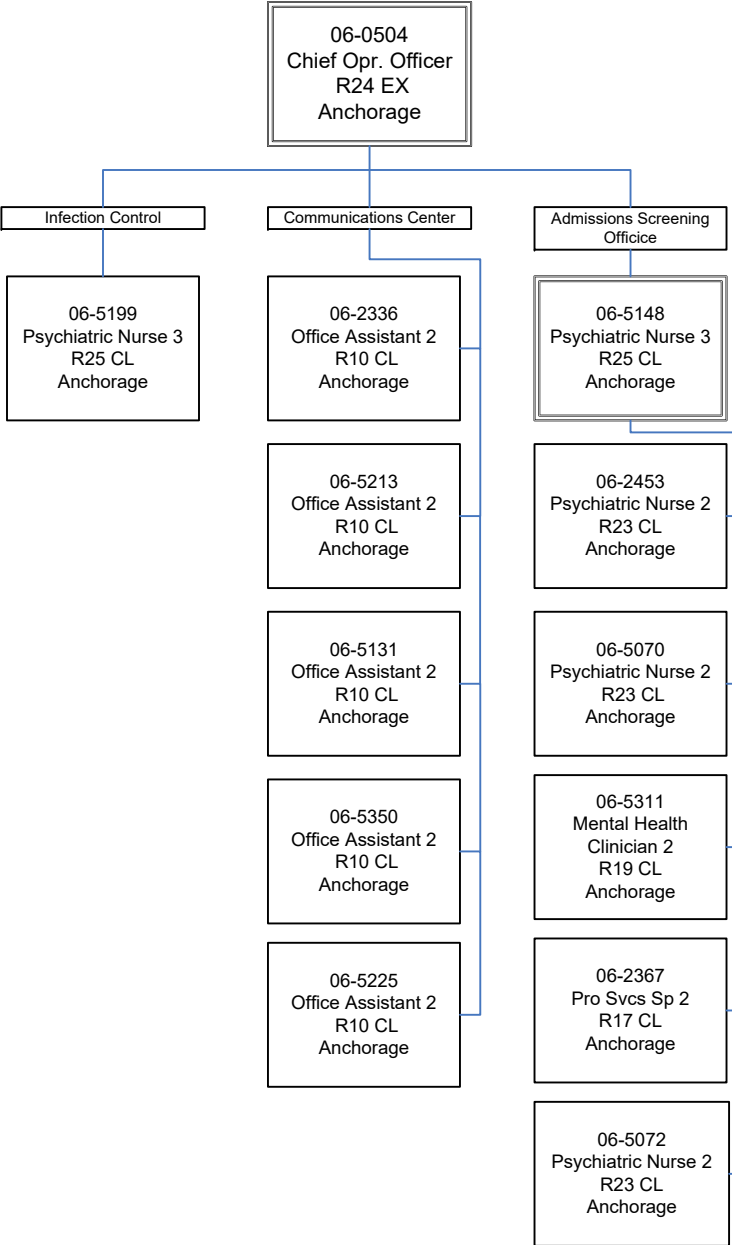 06-0504
Chief Opr. Officer
R24 EX
Anchorage
Infection Control
06-5199
Psychiatric Nurse 3
R25 CL
Anchorage
Communications Center
06-2336
Office Assistant 2
R10 CL
Anchorage
06-5213
Office Assistant 2
R10 CL
Anchorage
06-5131
Office Assistant 2
R10 CL
Anchorage
06-5350
Office Assistant 2
R10 CL
Anchorage
06-5225
Office Assistant 2
R10 CL
Anchorage
Admissions Screening
Officice
06-5148
Psychiatric Nurse 3
R25 CL
Anchorage
06-2453
Psychiatric Nurse 2
R23 CL
Anchorage
06-5070
Psychiatric Nurse 2
R23 CL
Anchorage
06-5311
Mental Health
Clinician 2
R19 CL
Anchorage
06-2367
Pro Svcs Sp 2
R17 CL
Anchorage
06-5072
Psychiatric Nurse 2
R23 CL
Anchorage